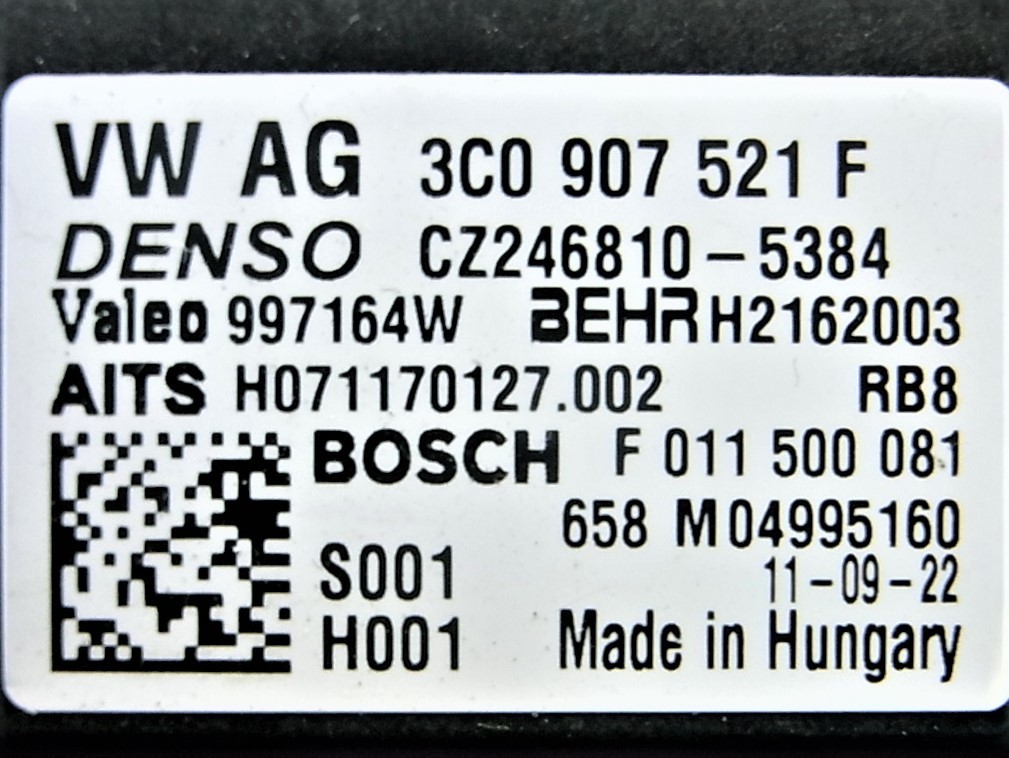 VW AG 3C0 907 521 F
DENSO CZ246810-5384
Valeo 997164W BEHR H2162003
AITS H071170127.002 RB8
BOSCH F 011 500 081
658 M04995160
S001 11-09-22
H001 Made in Hungary